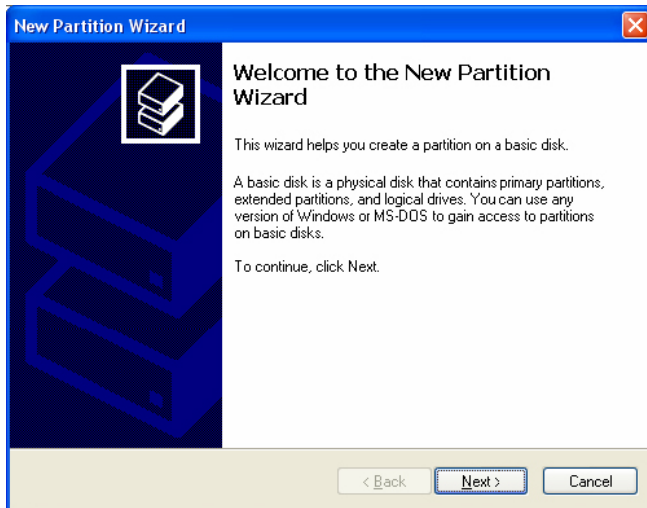 New Partition Wizard
Welcome to the New Partition
Wizard
This wizard helps you create a partition on a basic disk.
A basic disk is a physical disk that contains primary partitions,
extended partitions, and logical drives. You can use any
version of Windows or MS-DOS to gain access to partitions
on basic disks.
To continue, click Next.
< Back Next > Cancel